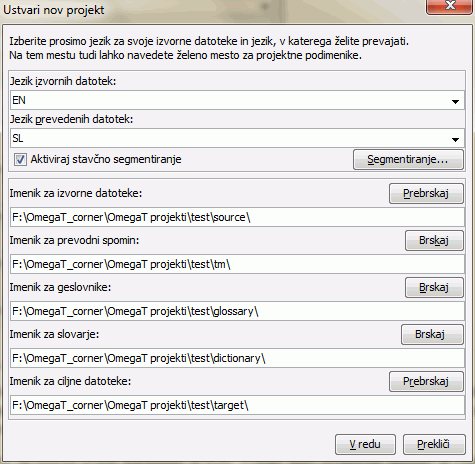 Ustvari nov projekt
Izberite prosimo jezik za svoje izvorne datoteke in jezik, v katerega želite prevajati.
Na tem mestu tudi lahko navedete želeno mesto za projektne podimenike.
Jezik izvornih datotek:
EN
Jezik prevedenih datotek:
SL
Aktiviraj stavčno segmentiranje Segmentiranje...
Imenik za izvorne datoteke: Prebrskaj
F:\OmegaT_corner\OmegaT projekti\test\source\
Imenik za prevodni spomin: Brskaj
F:\OmegaT_corner\OmegaT projekti\test\tm\
Imenik za geslovnike: Brskaj
F:\OmegaT_corner\OmegaT projekti\test\glossary\
Imenik za slovarje: Brskaj
F:\OmegaT_corner\OmegaT projekti\test\dictionary\
Imenik za ciljne datoteke: Prebrskaj
F:\OmegaT_corner\OmegaT projekti\test\target\
V redu Prekliči